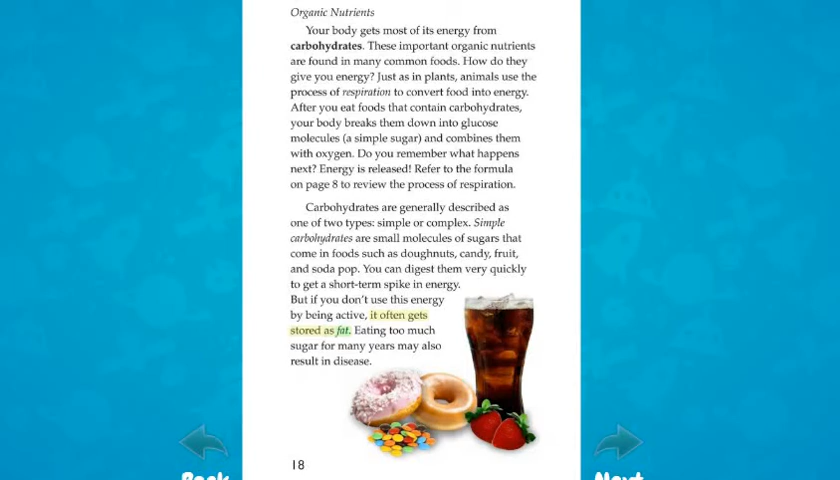 Organic Nutrients
Your body gets most of its energy from
carbohydrates. These important organic nutrients
are found in many common foods. How do they
give you energy? Just as in plants, animals use the
process of respiration to convert food into energy.
After you eat foods that contain carbohydrates,
your body breaks them down into glucose
molecules (a simple sugar) and combines them
with oxygen. Do you remember what happens
next? Energy is released! Refer to the formula
on page 8 to review the process of respiration.
Carbohydrates are generally described as
one of two types: simple or complex. Simple
carbohydrates are small molecules of sugars that
come in foods such as doughnuts, candy, fruit,
and soda pop. You can digest them very quickly
to get a short-term spike in energy.
But if you don't use this energy
by being active, it often gets
stored as fat. Eating too much
sugar for many years may also
result in disease.
18
Back
Next